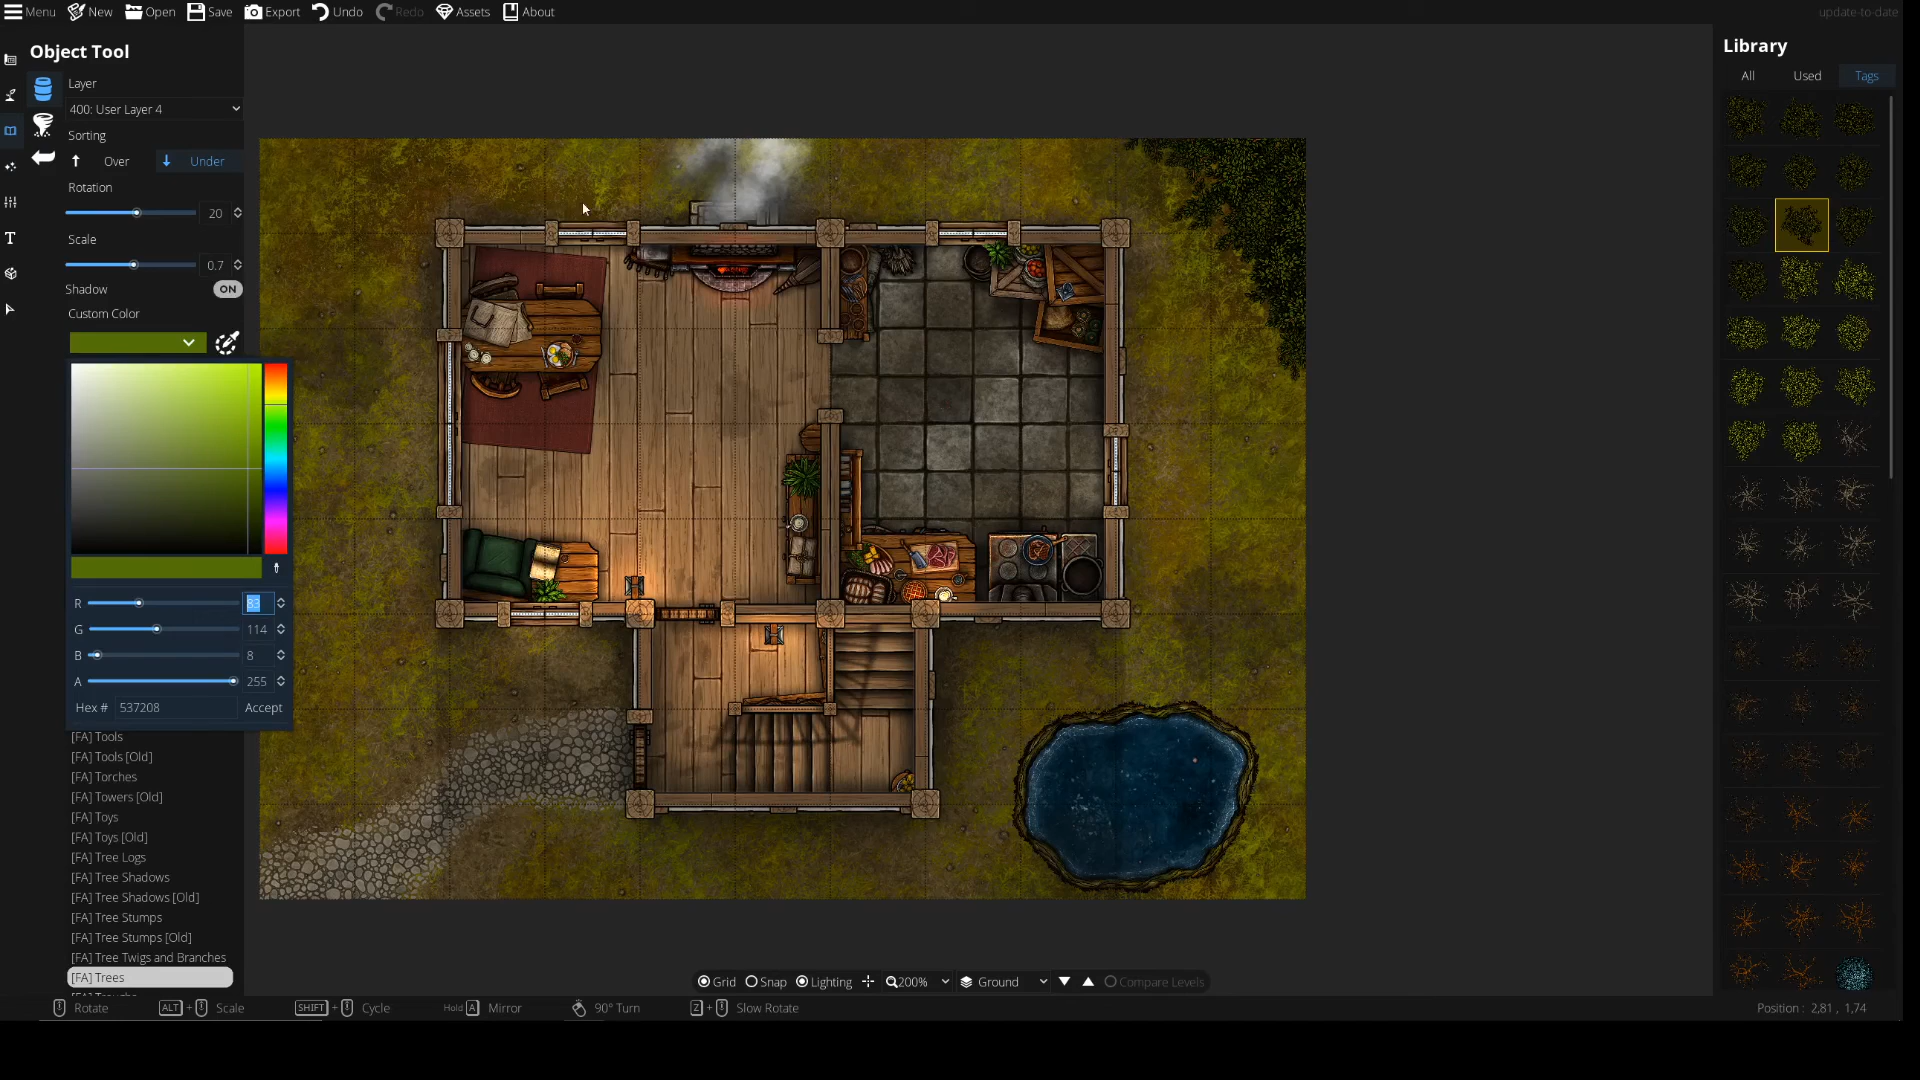 Menu New Open Save Export Undo Redo Assets About update-to-date
Object Tool
Layer
400: User Layer 4
Sorting
Over Under
Rotation
20
Scale
0.7
Shadow ON
Custom Color
R 83
G 114
B 8
A 255
Hex # 537208 Accept
[FA] Tools
[FA] Tools [Old]
[FA] Torches
[FA] Towers [Old]
[FA] Toys
[FA] Toys [Old]
[FA] Tree Logs
[FA] Tree Shadows
[FA] Tree Shadows [Old]
[FA] Tree Stumps
[FA] Tree Stumps [Old]
[FA] Tree Twigs and Branches
[FA] Trees
Library
All Used Tags
Grid Snap Lighting 200% Ground Compare Levels
Rotate ALT + Scale SHIFT + Cycle Hold A Mirror 90° Turn Z + Slow Rotate Position : 2,81 , 1,74